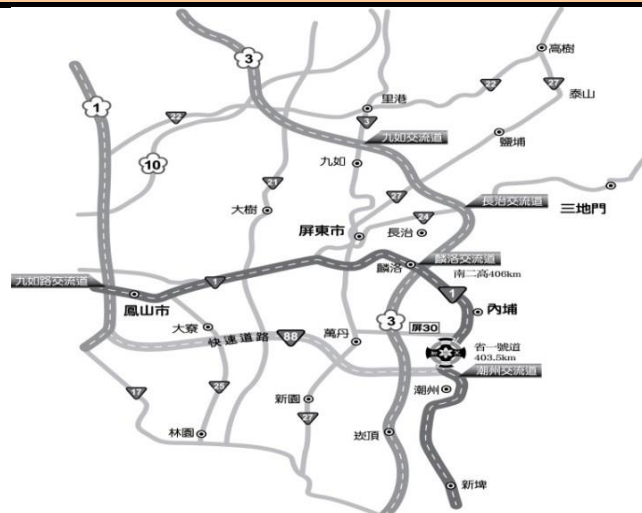 高樹
3
27
泰山
22
里港
1
22
3
鹽埔
九如交流道
10
九如
21
27
長治交流道
三地門
大樹
24
屏東市
長治
麟洛交流道
麟洛
南二高406km
九如路交流道
1
1
鳳山市
內埔
3
屏30
大寮
快速道路
88
萬丹
省一號道
403.5km
潮州交流道
17
25
新園
潮州
27
林園
崁頂
新埤